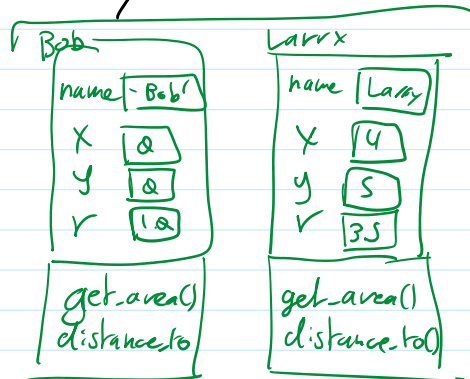 Bob
name 'Bob'
x 0
y 0
r 10
get_area()
distance_to
Larry
name Larry
x 4
y 5
r 35
get_area()
distance_to()